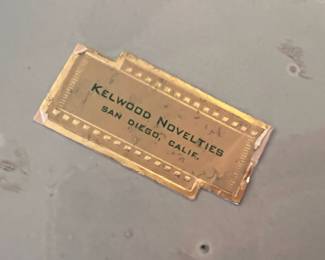 KELWOOD NOVELTIES
SAN DIEGO, CALIF.